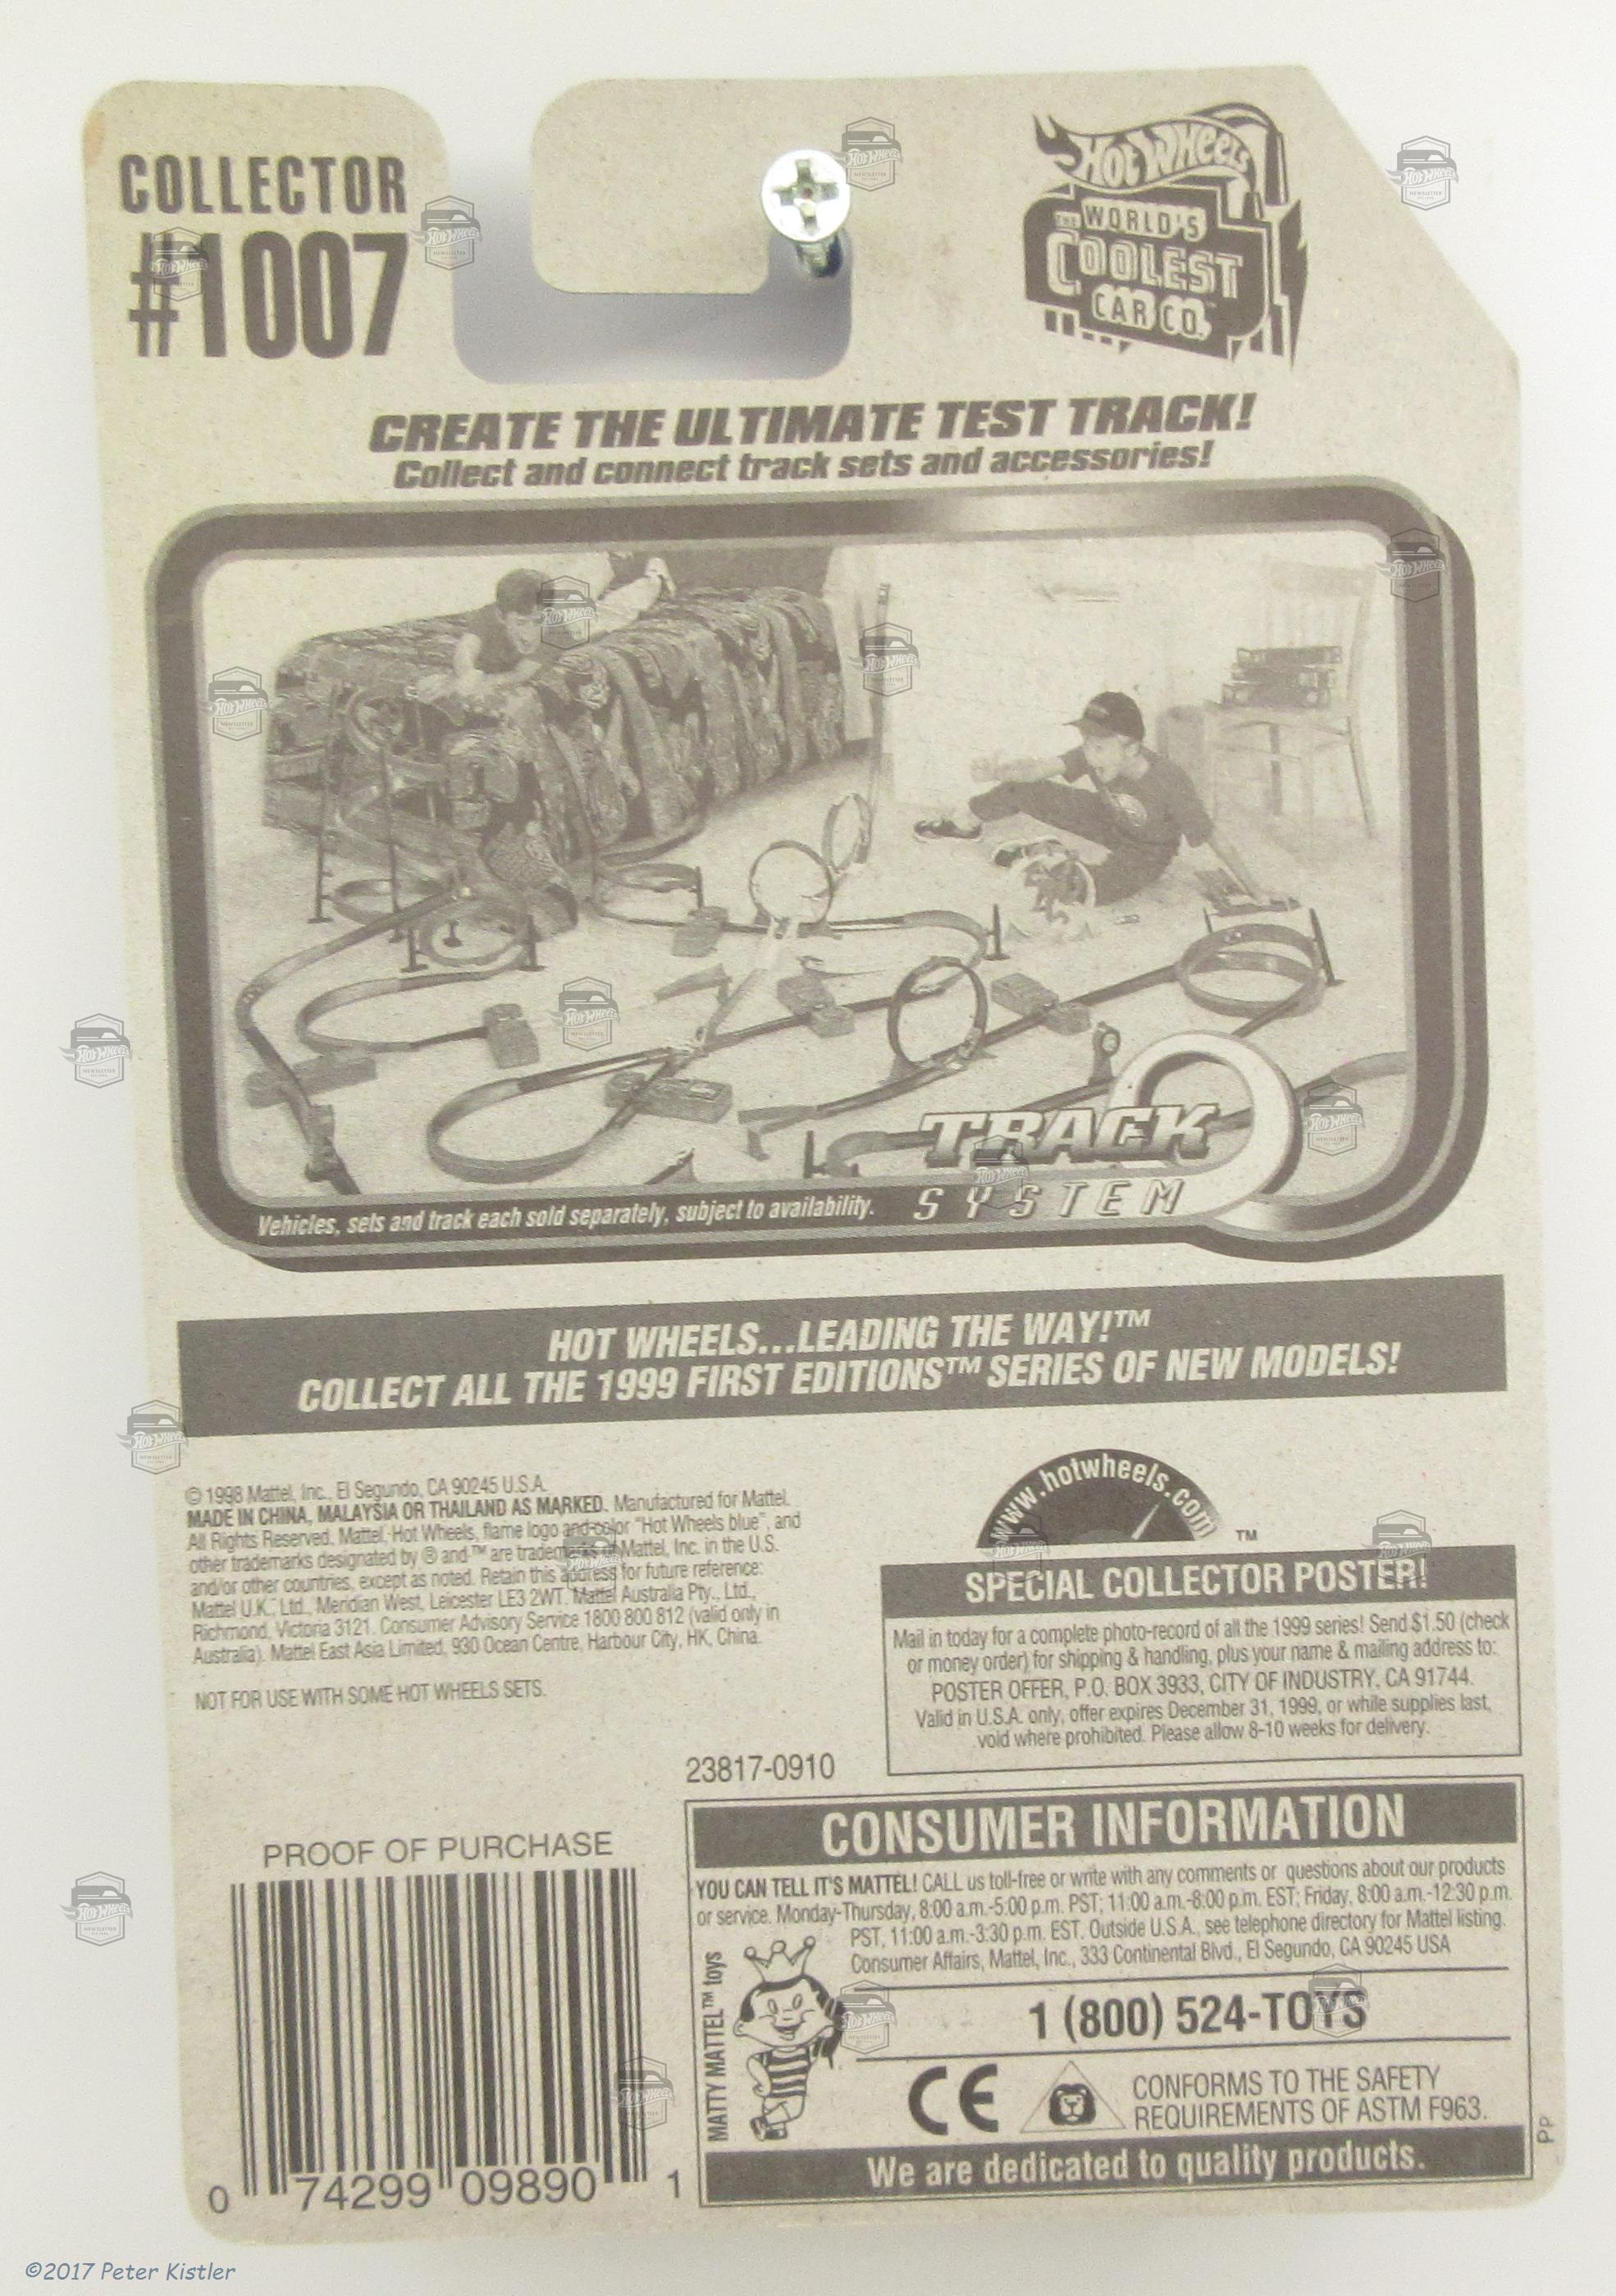 COLLECTOR
#1007
Hot Wheels
THE WORLD'S
COOLEST
CAR CO.™
CREATE THE ULTIMATE TEST TRACK!
Collect and connect track sets and accessories!
TRACK
SYSTEM
Vehicles, sets and track each sold separately, subject to availability.
HOT WHEELS...LEADING THE WAY!™
COLLECT ALL THE 1999 FIRST EDITIONS™ SERIES OF NEW MODELS!
© 1998 Mattel, Inc., El Segundo, CA 90245 U.S.A.
MADE IN CHINA, MALAYSIA OR THAILAND AS MARKED. Manufactured for Mattel.
All Rights Reserved. Mattel, Hot Wheels, flame logo and color "Hot Wheels blue", and
other trademarks designated by ® and ™ are trademarks of Mattel, Inc. in the U.S.
and/or other countries, except as noted. Retain this address for future reference:
Mattel U.K., Ltd., Meridian West, Leicester LE3 2WT. Mattel Australia Pty., Ltd.,
Richmond, Victoria 3121. Consumer Advisory Service 1800 800 812 (valid only in
Australia). Mattel East Asia Limited, 930 Ocean Centre, Harbour City, HK, China.
NOT FOR USE WITH SOME HOT WHEELS SETS.
www.hotwheels.com
™
SPECIAL COLLECTOR POSTER!
Mail in today for a complete photo-record of all the 1999 series! Send $1.50 (check
or money order) for shipping & handling, plus your name & mailing address to:
POSTER OFFER, P.O. BOX 3933, CITY OF INDUSTRY, CA 91744.
Valid in U.S.A. only, offer expires December 31, 1999, or while supplies last,
void where prohibited. Please allow 8-10 weeks for delivery.
23817-0910
PROOF OF PURCHASE
0 74299 09890 1
CONSUMER INFORMATION
YOU CAN TELL IT'S MATTEL! CALL us toll-free or write with any comments or questions about our products
or service. Monday-Thursday, 8:00 a.m.-5:00 p.m. PST; 11:00 a.m.-8:00 p.m. EST; Friday, 8:00 a.m.-12:30 p.m.
PST, 11:00 a.m.-3:30 p.m. EST. Outside U.S.A., see telephone directory for Mattel listing.
Consumer Affairs, Mattel, Inc., 333 Continental Blvd., El Segundo, CA 90245 USA
MATTY MATTEL™ toys
1 (800) 524-TOYS
CE
CONFORMS TO THE SAFETY
REQUIREMENTS OF ASTM F963.
We are dedicated to quality products.
PP
©2017 Peter Kistler